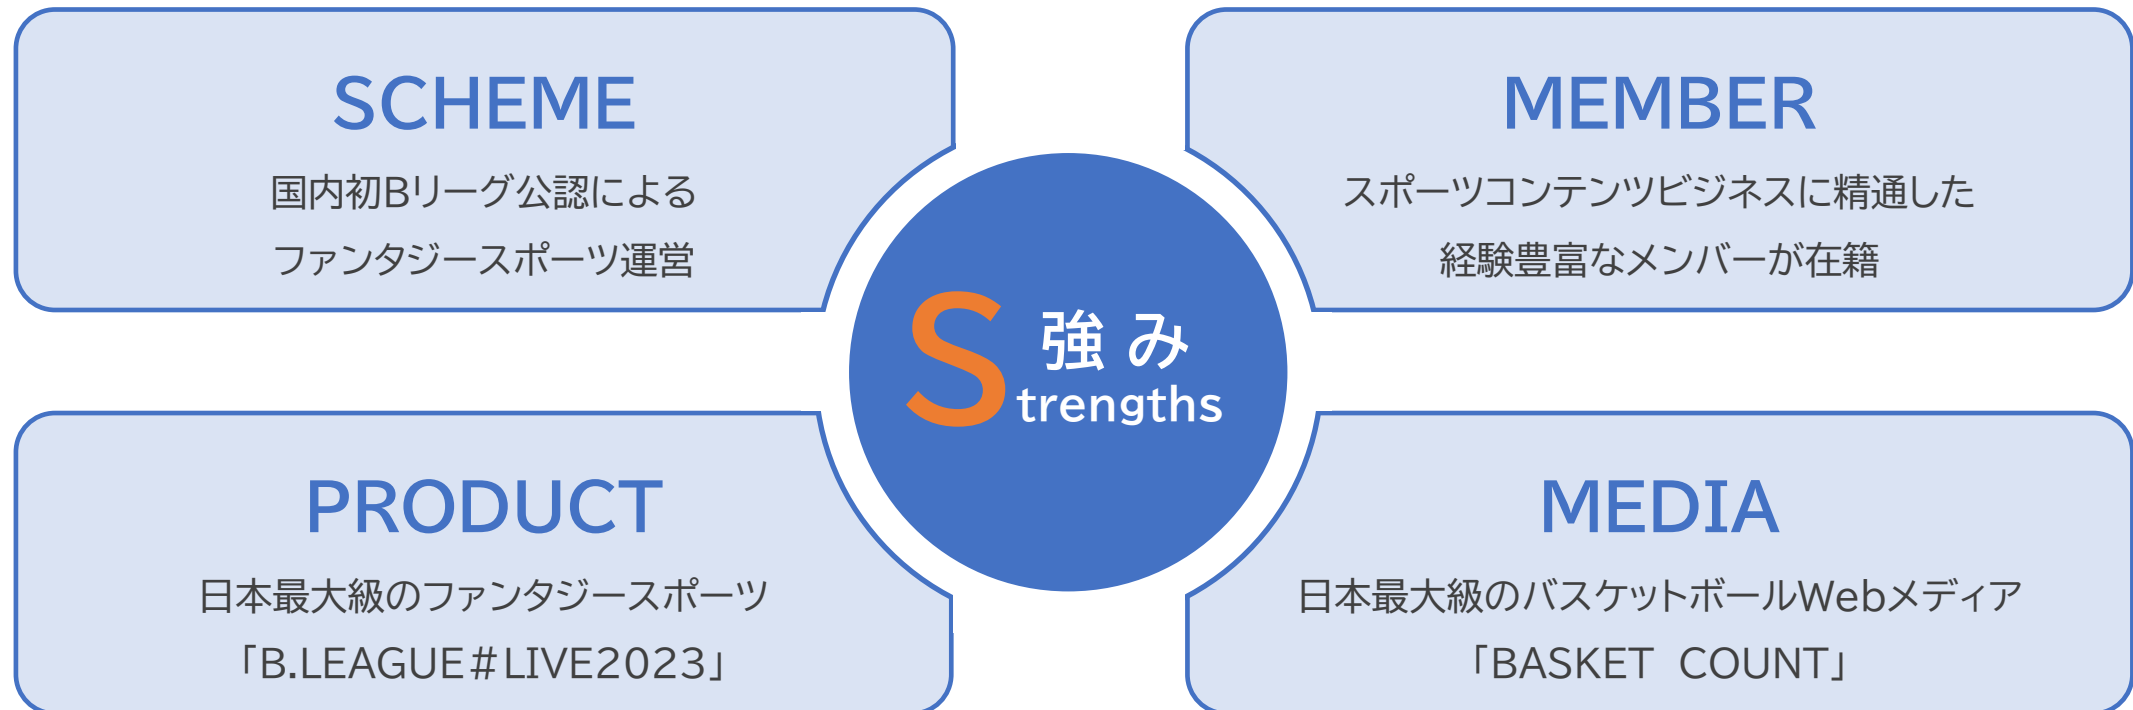 SCHEME
国内初Bリーグ公認による
ファンタジースポーツ運営
MEMBER
スポーツコンテンツビジネスに精通した
経験豊富なメンバーが在籍
強み
Strengths
PRODUCT
日本最大級のファンタジースポーツ
「B.LEAGUE#LIVE2023」
MEDIA
日本最大級のバスケットボールWebメディア
「BASKET COUNT」